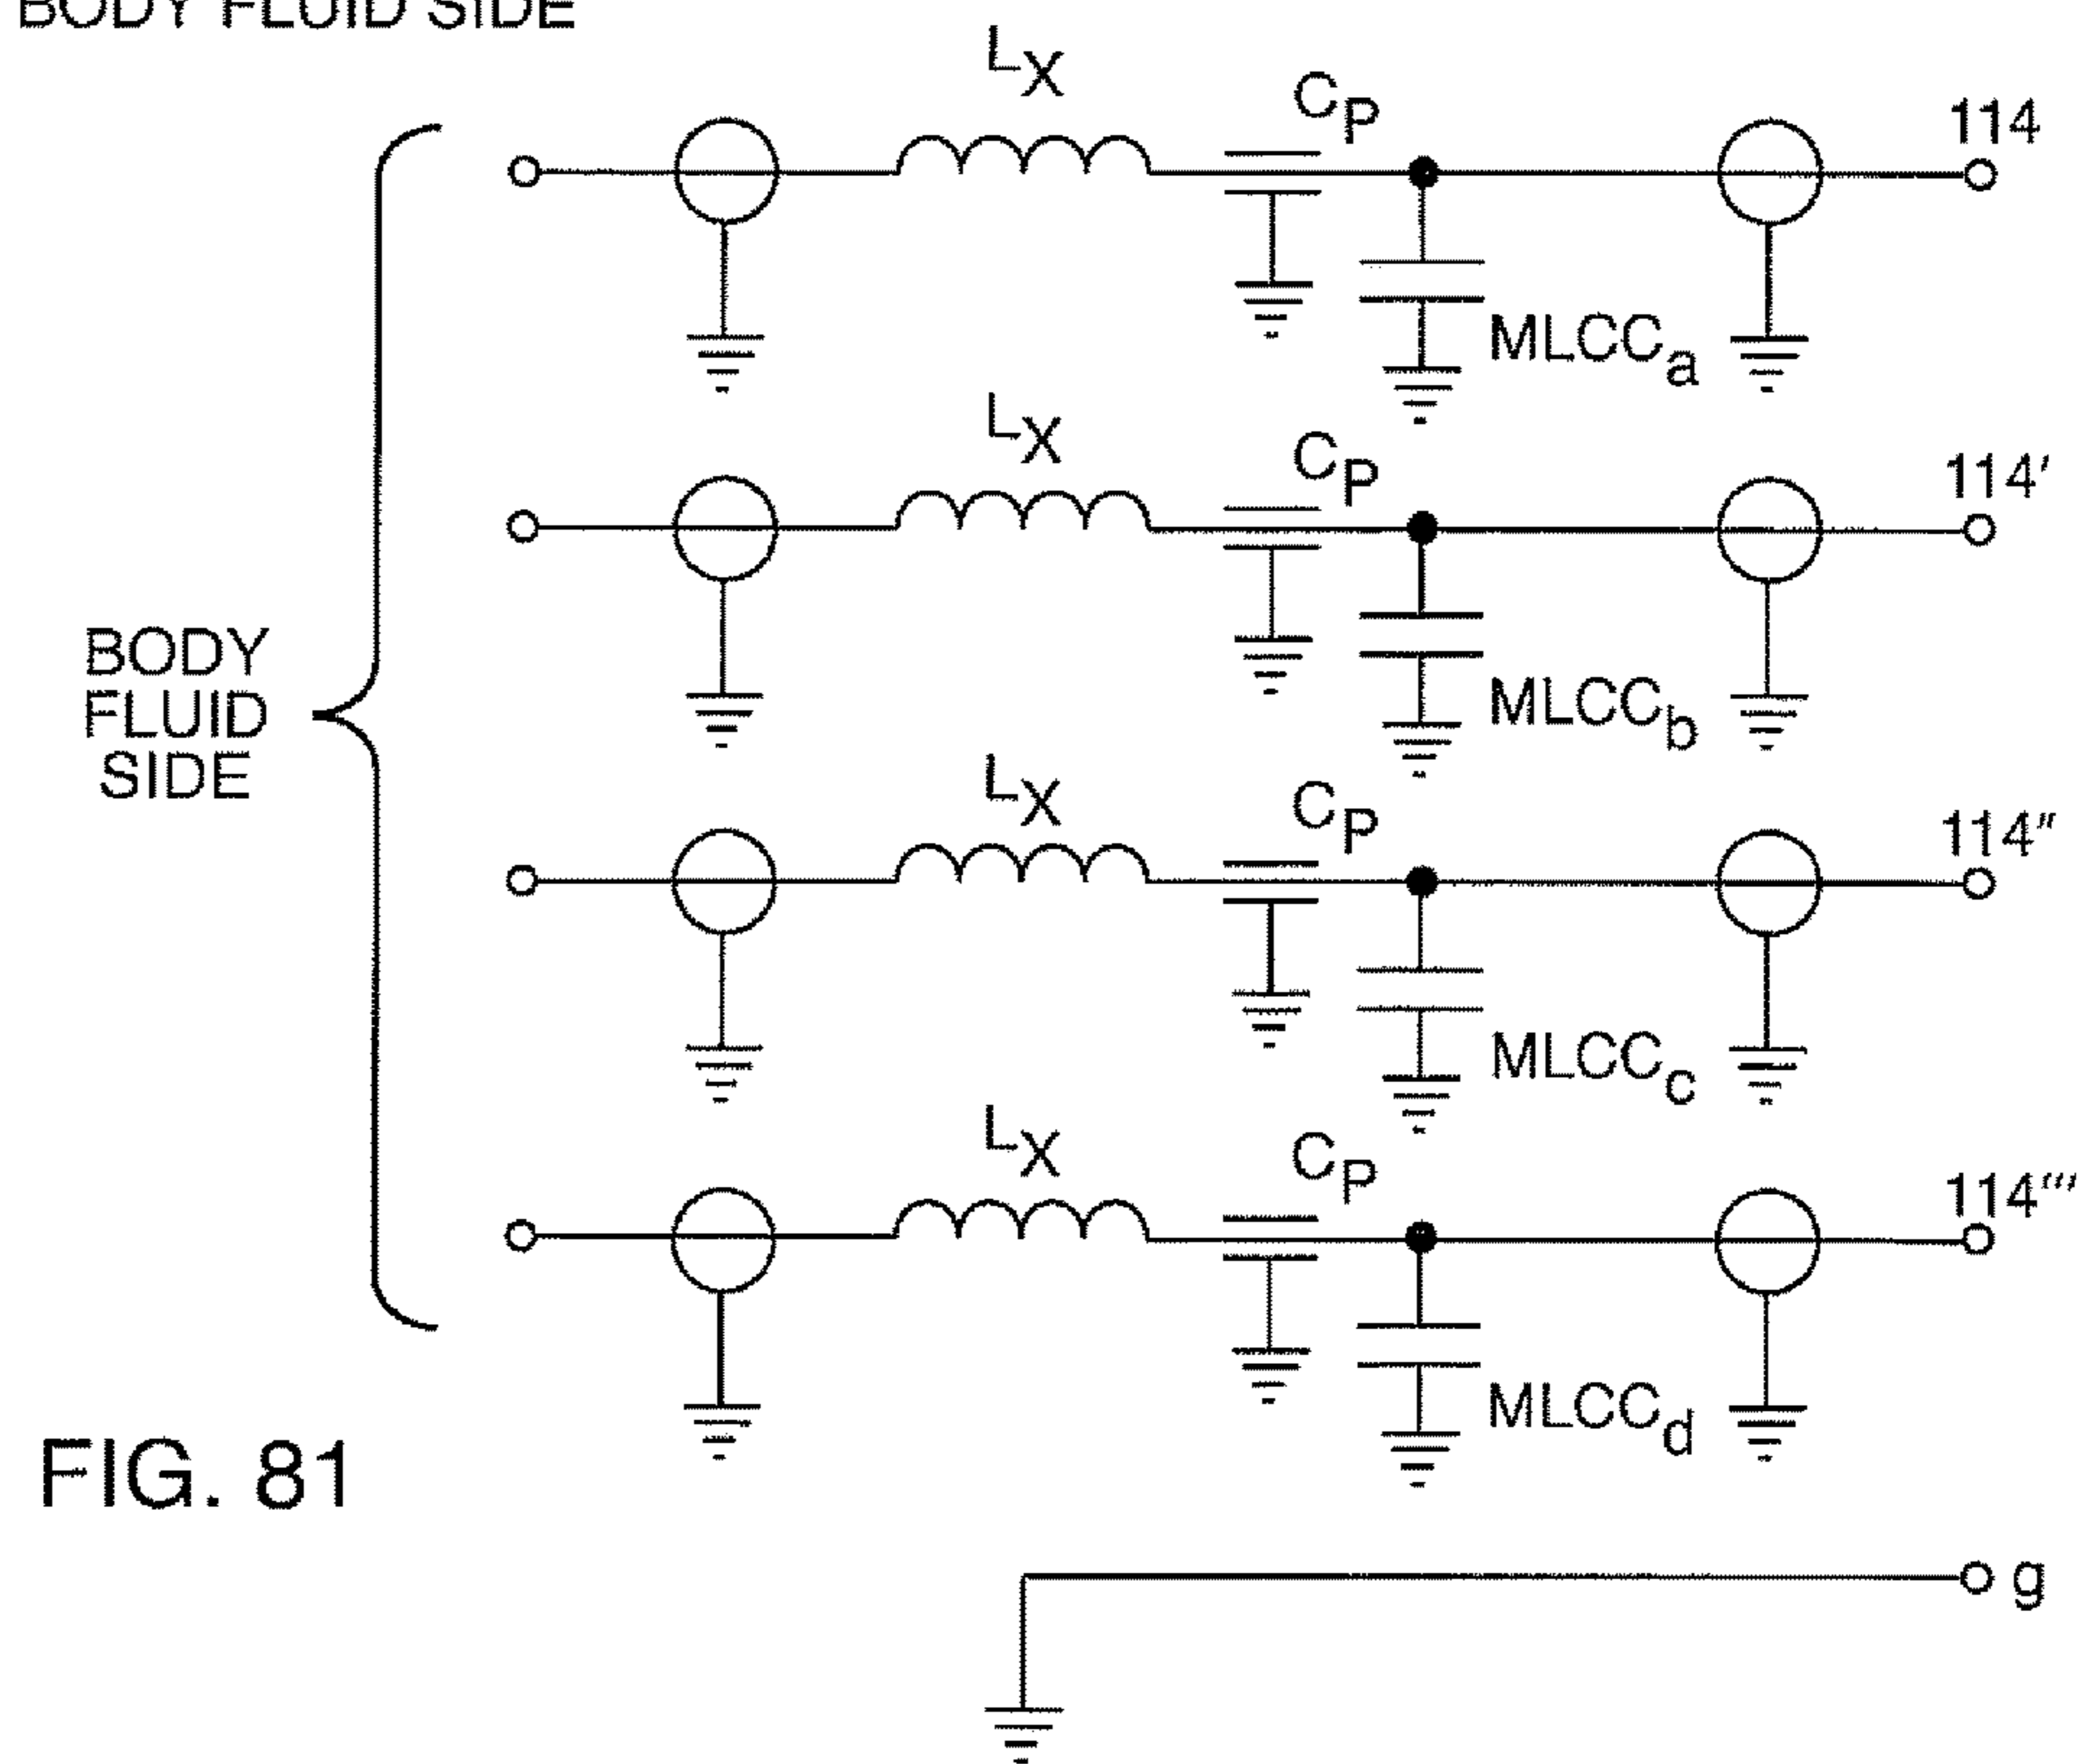 BODY FLUID SIDE
LX
CP
114
MLCCa
LX
CP
114′
MLCCb
BODY
FLUID
SIDE
LX
CP
114″
MLCCc
LX
CP
114‴
MLCCd
FIG. 81
g